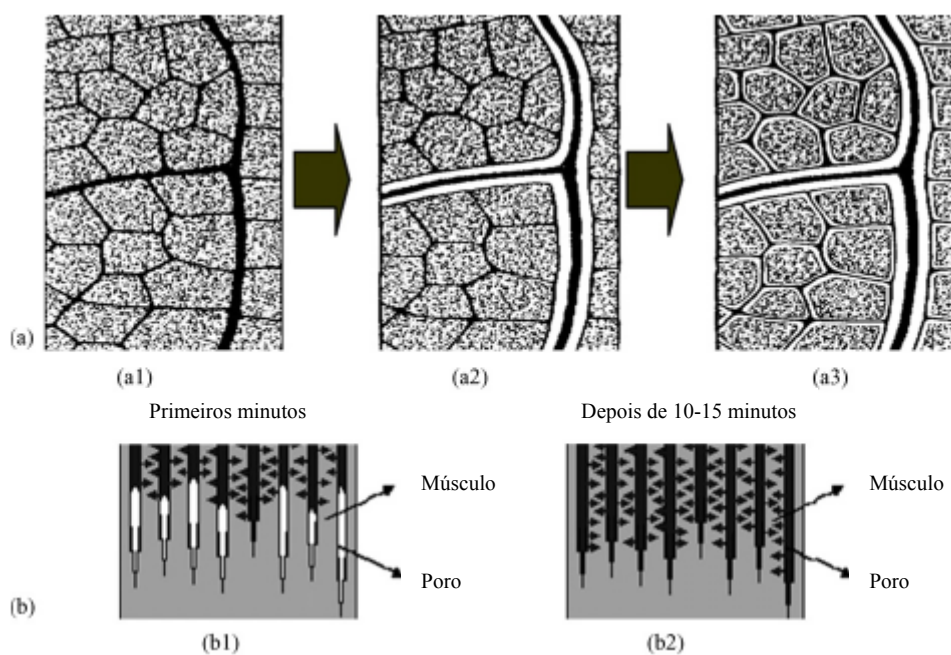 (a)
(a1)
(a2)
(a3)
Primeiros minutos
Depois de 10-15 minutos
Músculo
Poro
Músculo
Poro
(b)
(b1)
(b2)